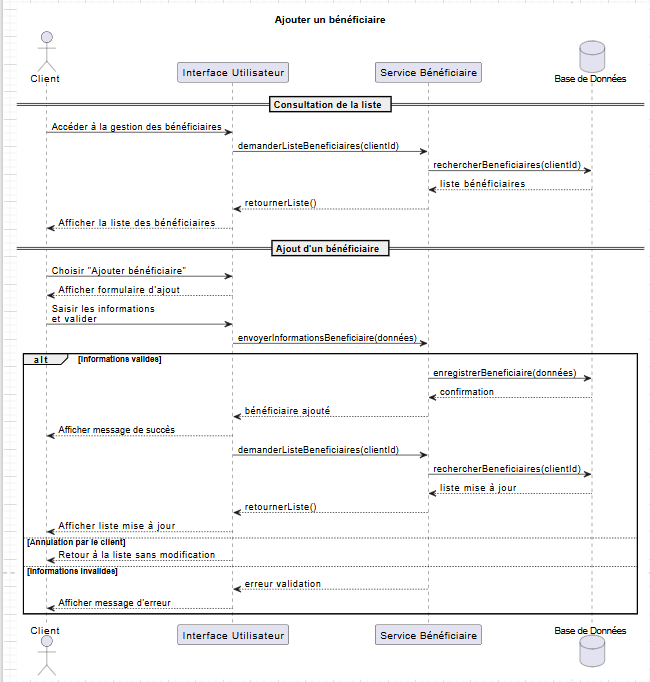 Ajouter un bénéficiaire
Client
Interface Utilisateur
Service Bénéficiaire
Base de Données
Consultation de la liste
Accéder à la gestion des bénéficiaires
demanderListeBeneficiaires(clientId)
rechercherBeneficiaires(clientId)
liste bénéficiaires
retournerListe()
Afficher la liste des bénéficiaires
Ajout d'un bénéficiaire
Choisir "Ajouter bénéficiaire"
Afficher formulaire d'ajout
Saisir les informations
et valider
envoyerInformationsBeneficiaire(données)
alt
[Informations valides]
enregistrerBeneficiaire(données)
confirmation
bénéficiaire ajouté
Afficher message de succès
demanderListeBeneficiaires(clientId)
rechercherBeneficiaires(clientId)
liste mise à jour
retournerListe()
Afficher liste mise à jour
[Annulation par le client]
Retour à la liste sans modification
[Informations invalides]
erreur validation
Afficher message d'erreur
Client
Interface Utilisateur
Service Bénéficiaire
Base de Données